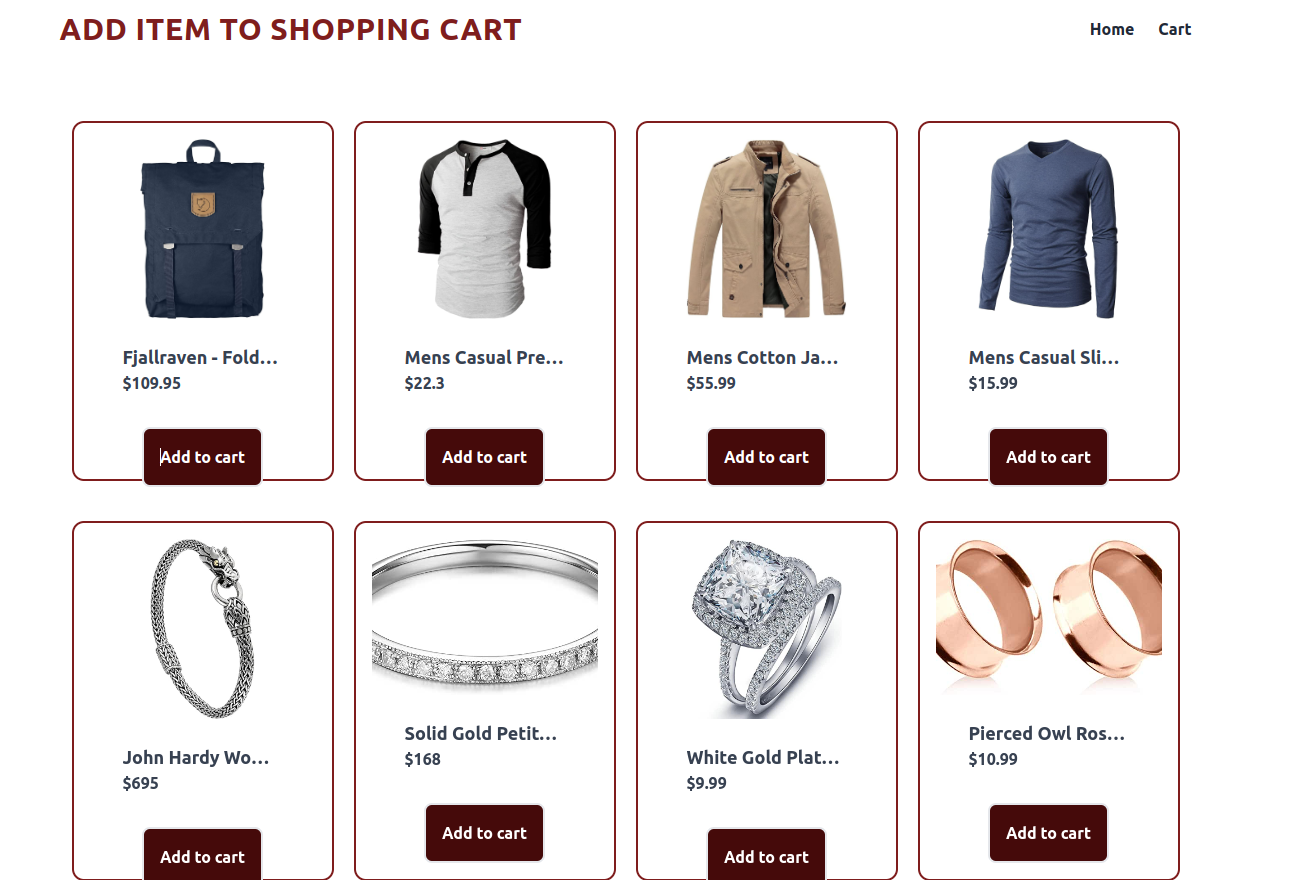 ADD ITEM TO SHOPPING CART
Home Cart
Fjallraven - Fold...
$109.95
Add to cart
Mens Casual Pre...
$22.3
Add to cart
Mens Cotton Ja...
$55.99
Add to cart
Mens Casual Sli...
$15.99
Add to cart
John Hardy Wo...
$695
Add to cart
Solid Gold Petit...
$168
Add to cart
White Gold Plat...
$9.99
Add to cart
Pierced Owl Ros...
$10.99
Add to cart